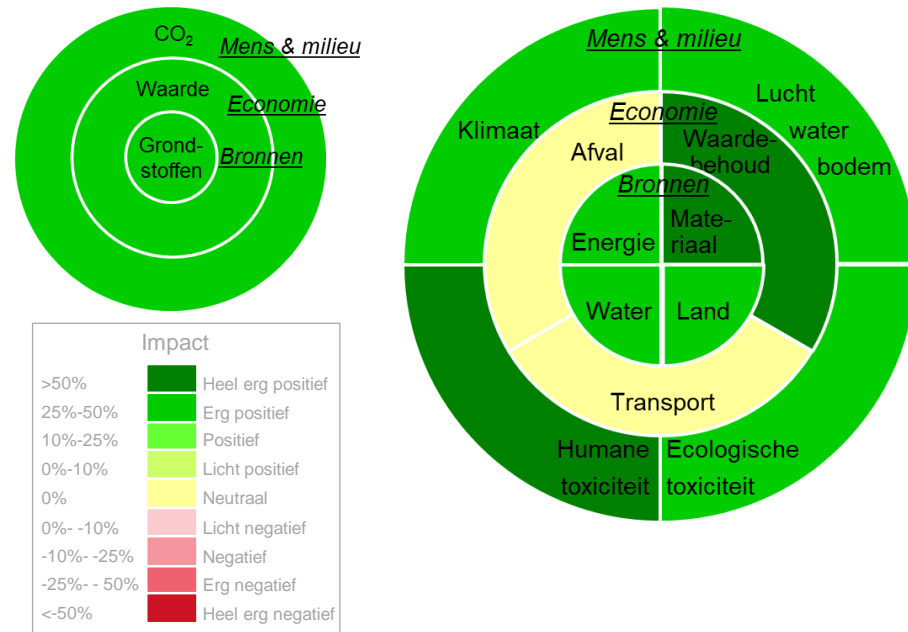 CO2
Mens & milieu
Waarde
Economie
Grond-
stoffen
Bronnen
Impact
>50% Heel erg positief
25%-50% Erg positief
10%-25% Positief
0%-10% Licht positief
0% Neutraal
0%- -10% Licht negatief
-10%- -25% Negatief
-25%- - 50% Erg negatief
<-50% Heel erg negatief
Mens & milieu
Klimaat
Lucht
water
bodem
Economie
Afval
Waarde-
behoud
Bronnen
Energie
Mate-
riaal
Water
Land
Transport
Humane
toxiciteit
Ecologische
toxiciteit